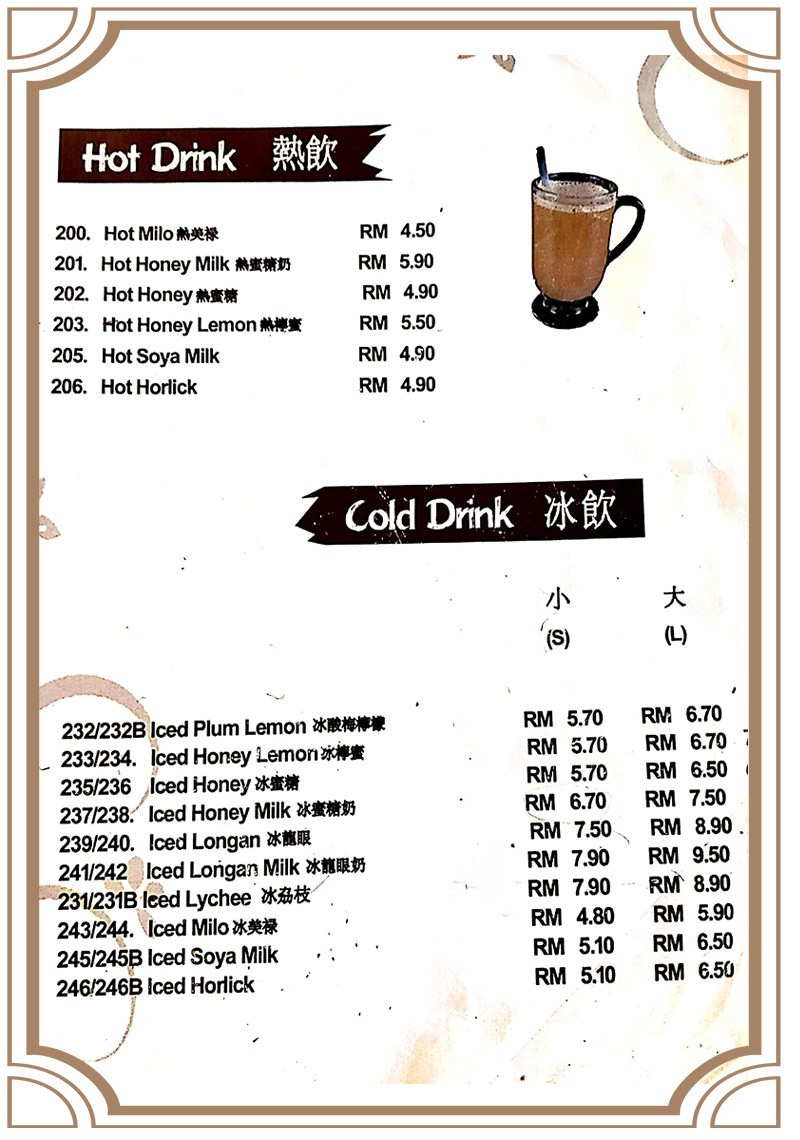 Hot Drink 熱飲
200. Hot Milo 熱美祿 RM 4.50
201. Hot Honey Milk 熱蜜糖奶 RM 5.90
202. Hot Honey 熱蜜糖 RM 4.90
203. Hot Honey Lemon 熱檸蜜 RM 5.50
205. Hot Soya Milk RM 4.90
206. Hot Horlick RM 4.90
Cold Drink 冰飲
小 大
(S) (L)
232/232B Iced Plum Lemon 冰酸梅檸檬 RM 5.70 RM 6.70
233/234. Iced Honey Lemon 冰檸蜜 RM 5.70 RM 6.70
235/236 Iced Honey 冰蜜糖 RM 5.70 RM 6.50
237/238. Iced Honey Milk 冰蜜糖奶 RM 6.70 RM 7.50
239/240. Iced Longan 冰龍眼 RM 7.50 RM 8.90
241/242 Iced Longan Milk 冰龍眼奶 RM 7.90 RM 9.50
231/231B Iced Lychee 冰荔枝 RM 7.90 RM 8.90
243/244. Iced Milo 冰美祿 RM 4.80 RM 5.90
245/245B Iced Soya Milk RM 5.10 RM 6.50
246/246B Iced Horlick RM 5.10 RM 6.50